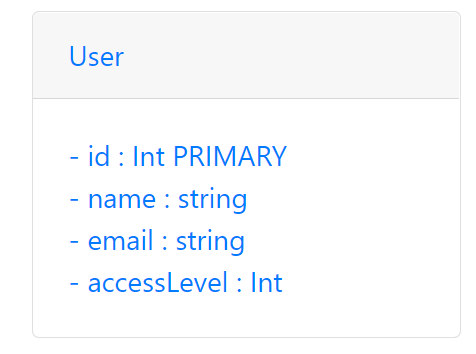 User
- id : Int PRIMARY
- name : string
- email : string
- accessLevel : Int